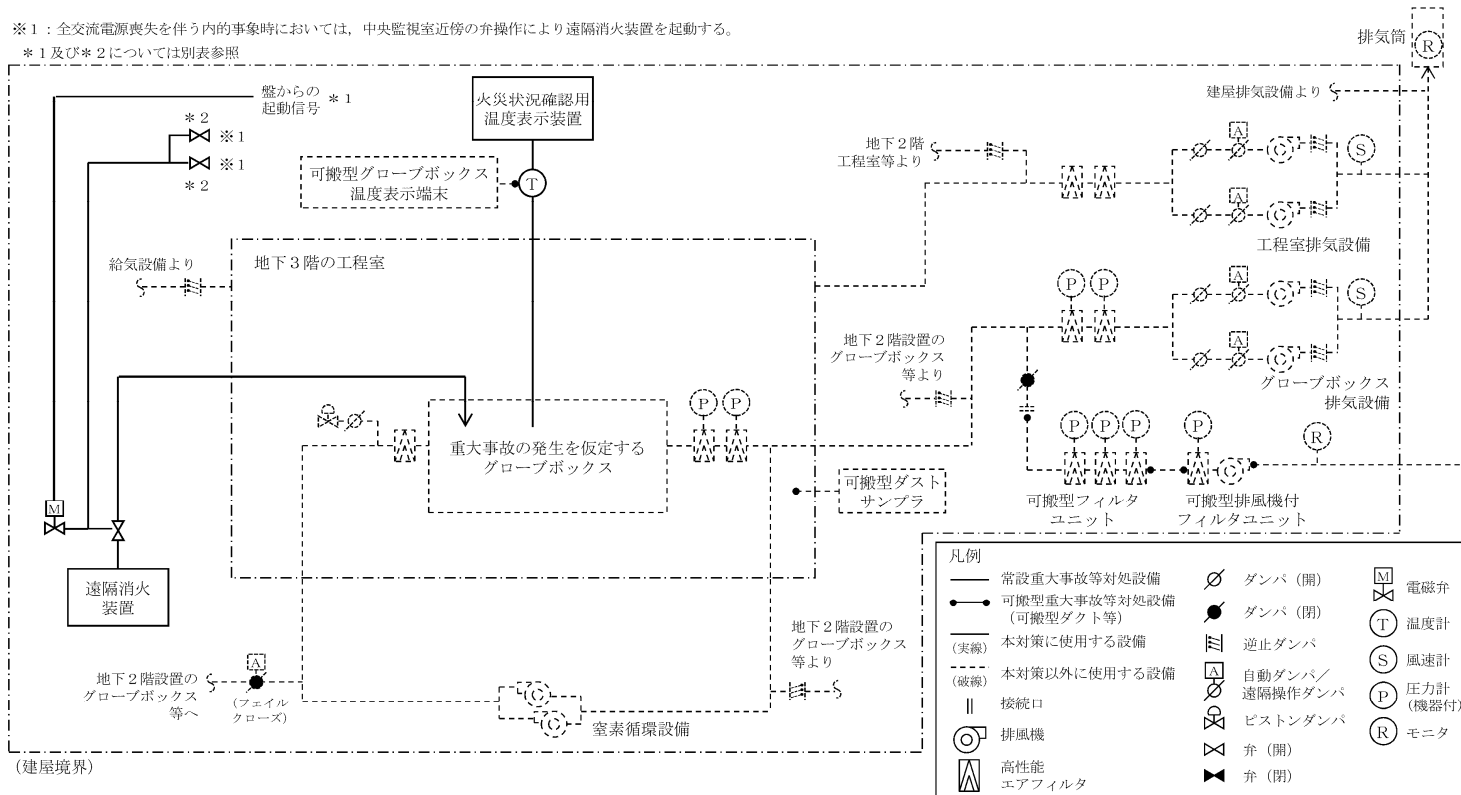 ※１：全交流電源喪失を伴う内的事象時においては，中央監視室近傍の弁操作により遠隔消火装置を起動する。
＊１及び＊２については別表参照
排気筒
R
盤からの
起動信号
＊１
＊２
※１
※１
＊２
火災状況確認用
温度表示装置
可搬型グローブボックス
温度表示端末
T
建屋排気設備より
地下２階
工程室等より
A
S
A
工程室排気設備
給気設備より
地下３階の工程室
P
P
A
S
A
グローブボックス
排気設備
地下２階設置の
グローブボックス
等より
重大事故の発生を仮定する
グローブボックス
P
P
P
P
P
P
R
可搬型ダスト
サンプラ
可搬型フィルタ
ユニット
可搬型排風機付
フィルタユニット
M
遠隔消火
装置
地下２階設置の
グローブボックス
等へ
A
（フェイル
クローズ）
窒素循環設備
地下２階設置の
グローブボックス
等より
（建屋境界）
凡例
常設重大事故等対処設備
可搬型重大事故等対処設備
（可搬型ダクト等）
（実線）
本対策に使用する設備
（破線）
本対策以外に使用する設備
接続口
排風機
高性能
エアフィルタ
ダンパ（開）
ダンパ（閉）
逆止ダンパ
A
自動ダンパ／
遠隔操作ダンパ
ピストンダンパ
弁（開）
弁（閉）
M
電磁弁
T
温度計
S
風速計
P
圧力計
（機器付）
R
モニタ